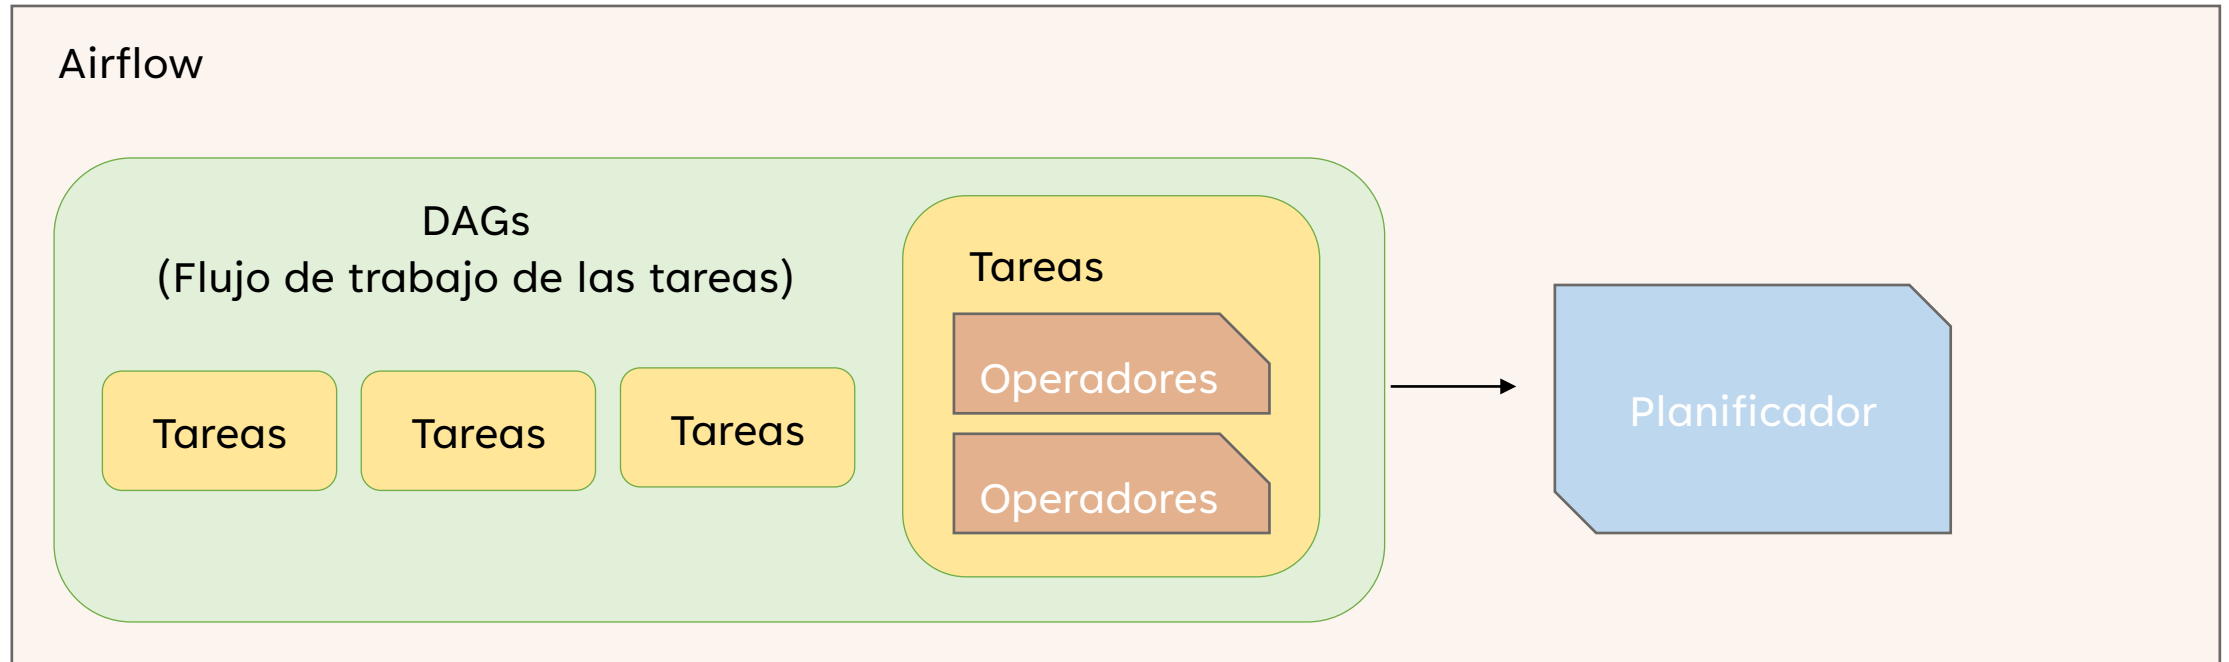 Airflow
DAGs
(Flujo de trabajo de las tareas)
Tareas
Tareas
Tareas
Tareas
Operadores
Operadores
Planificador